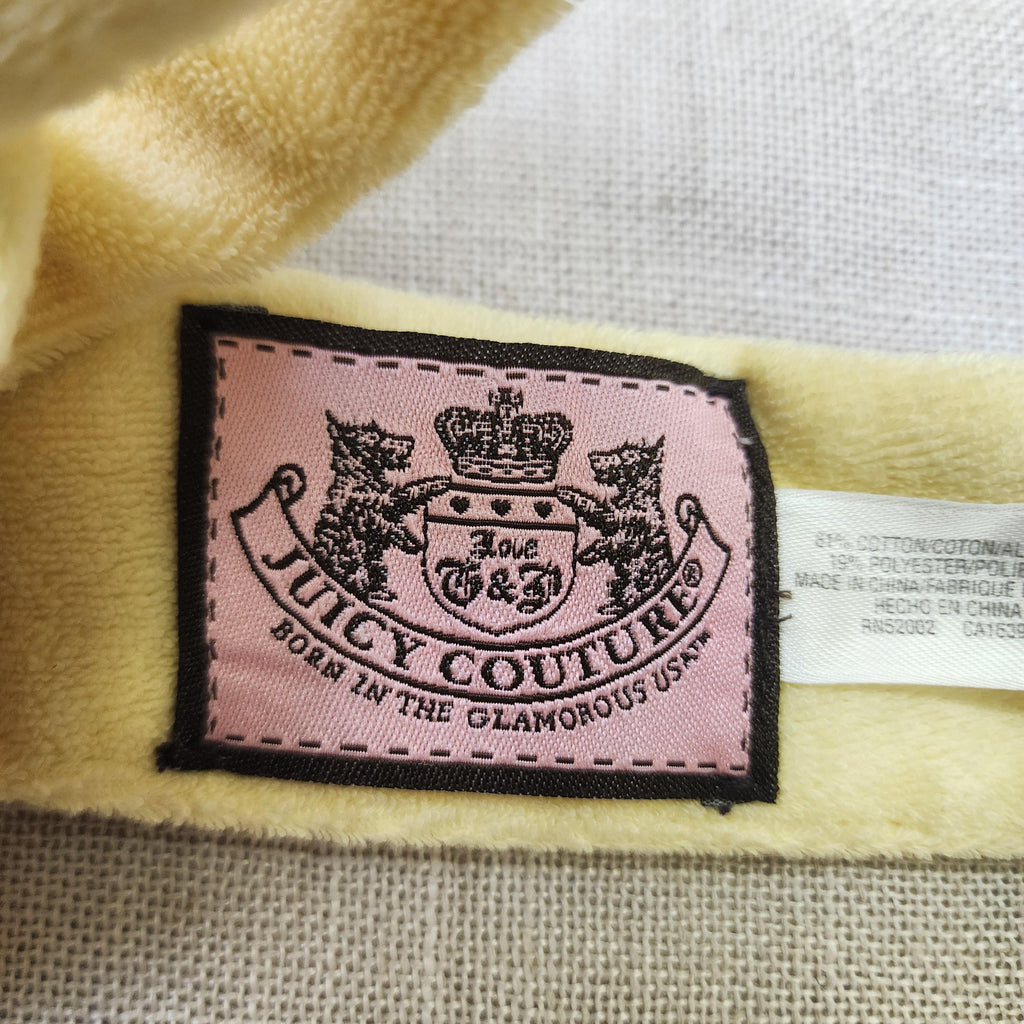 Love
G&P
JUICY COUTURE®
BORN IN THE GLAMOROUS USA™
81% COTTON/COTON/AL
19% POLYESTER/POLIE
MADE IN CHINA/FABRIQUE
HECHO EN CHINA
RN52002 CA1639